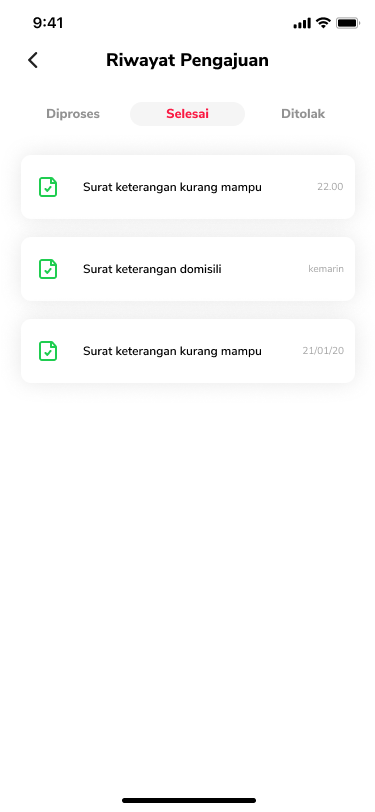 9:41
Riwayat Pengajuan
Diproses Selesai Ditolak
Surat keterangan kurang mampu 22.00
Surat keterangan domisili kemarin
Surat keterangan kurang mampu 21/01/20